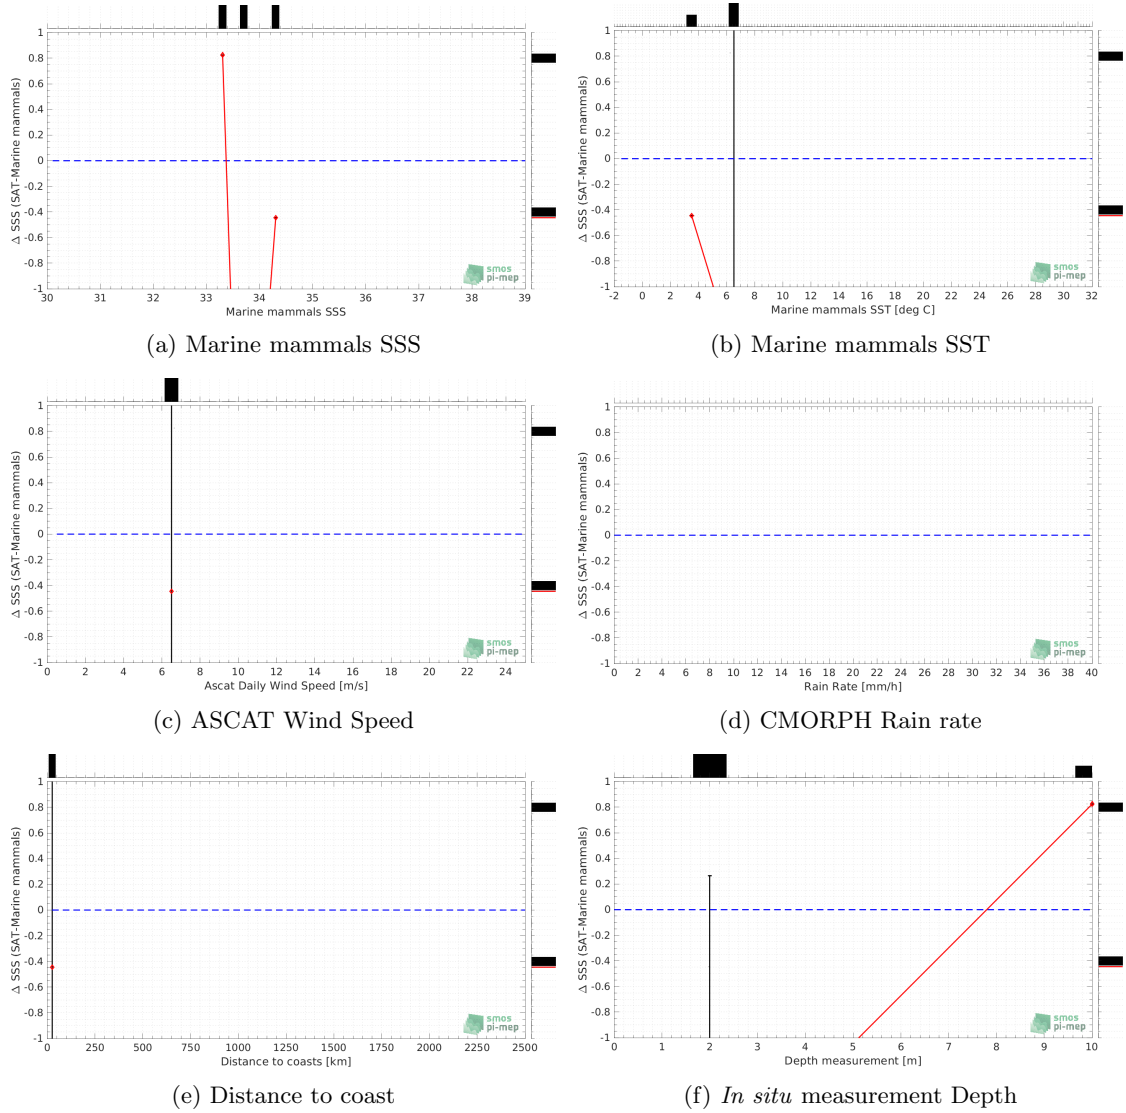 1
0.8
0.6
0.4
0.2
0
-0.2
-0.4
-0.6
-0.8
-1
Δ SSS (SAT-Marine mammals)
30 31 32 33 34 35 36 37 38 39
Marine mammals SSS
smos
pi-mep
(a) Marine mammals SSS
1
0.8
0.6
0.4
0.2
0
-0.2
-0.4
-0.6
-0.8
-1
Δ SSS (SAT-Marine mammals)
-2 0 2 4 6 8 10 12 14 16 18 20 22 24 26 28 30 32
Marine mammals SST [deg C]
smos
pi-mep
(b) Marine mammals SST
1
0.8
0.6
0.4
0.2
0
-0.2
-0.4
-0.6
-0.8
-1
Δ SSS (SAT-Marine mammals)
0 2 4 6 8 10 12 14 16 18 20 22 24
Ascat Daily Wind Speed [m/s]
smos
pi-mep
(c) ASCAT Wind Speed
1
0.8
0.6
0.4
0.2
0
-0.2
-0.4
-0.6
-0.8
-1
Δ SSS (SAT-Marine mammals)
0 2 4 6 8 10 12 14 16 18 20 22 24 26 28 30 32 34 36 38 40
Rain Rate [mm/h]
smos
pi-mep
(d) CMORPH Rain rate
1
0.8
0.6
0.4
0.2
0
-0.2
-0.4
-0.6
-0.8
-1
Δ SSS (SAT-Marine mammals)
0 250 500 750 1000 1250 1500 1750 2000 2250 2500
Distance to coasts [km]
smos
pi-mep
(e) Distance to coast
1
0.8
0.6
0.4
0.2
0
-0.2
-0.4
-0.6
-0.8
-1
Δ SSS (SAT-Marine mammals)
0 1 2 3 4 5 6 7 8 9 10
Depth measurement [m]
smos
pi-mep
(f) In situ measurement Depth